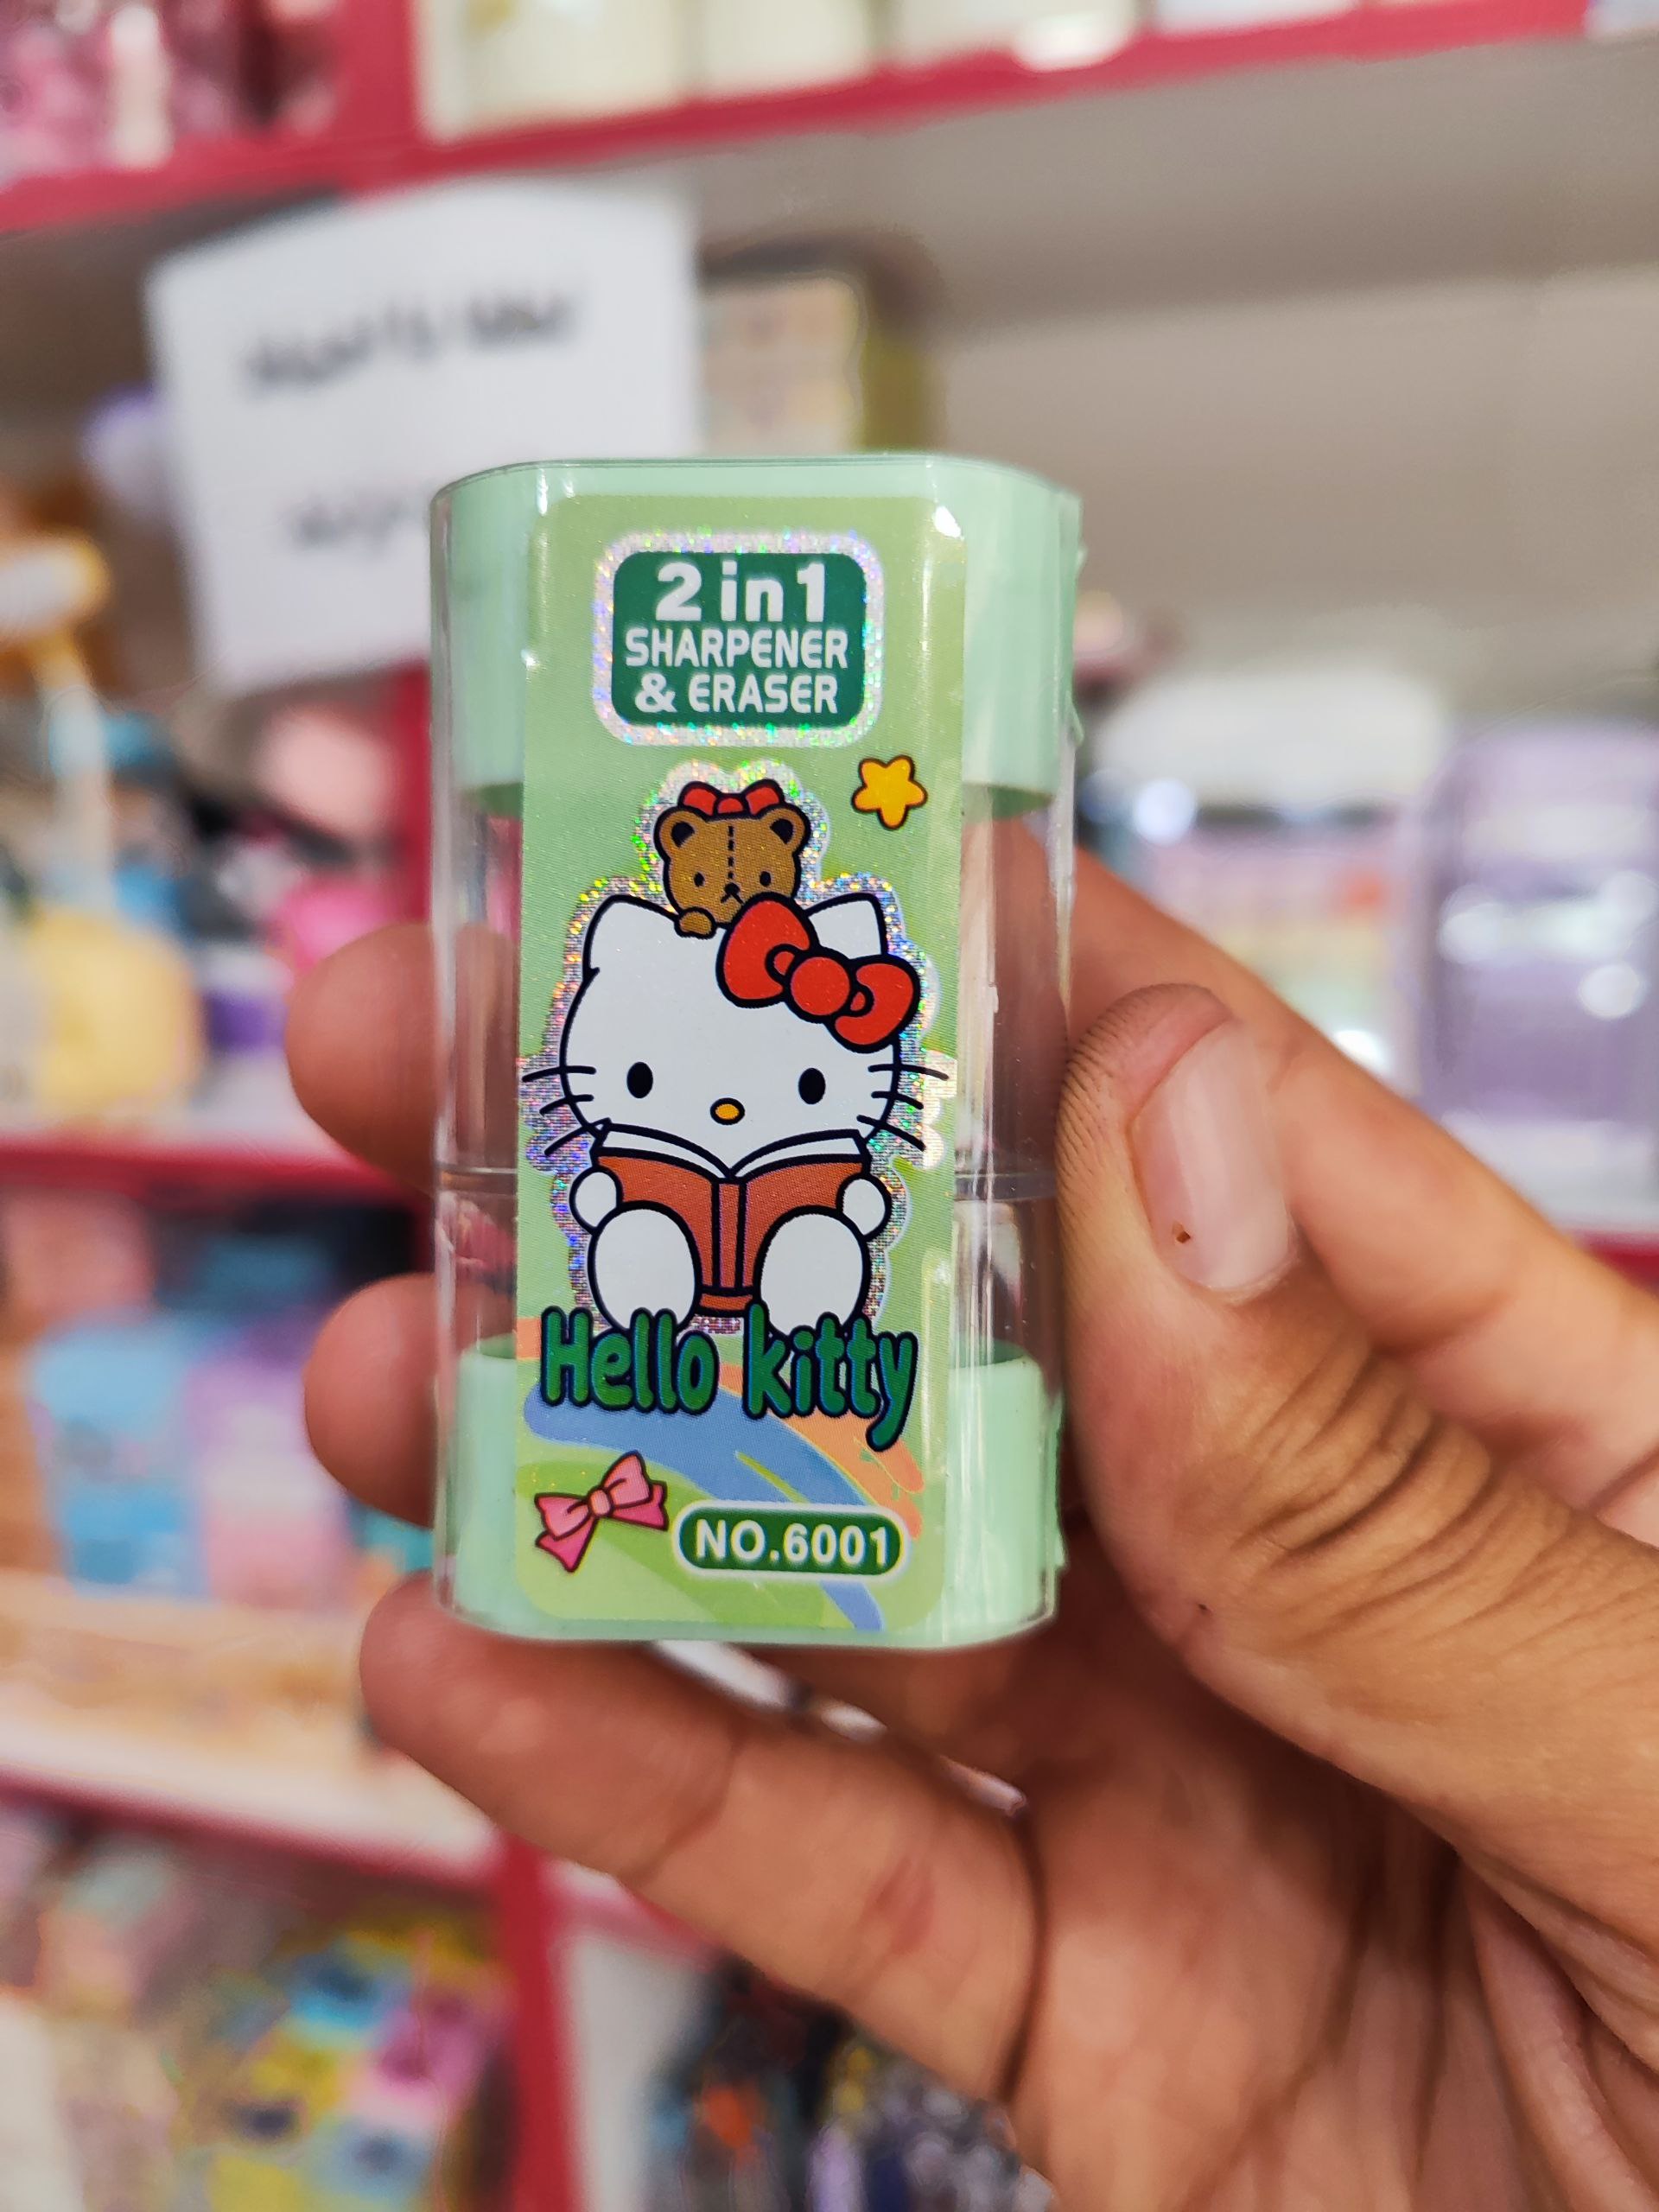 2 in 1
SHARPENER
& ERASER
Hello kitty
NO.6001